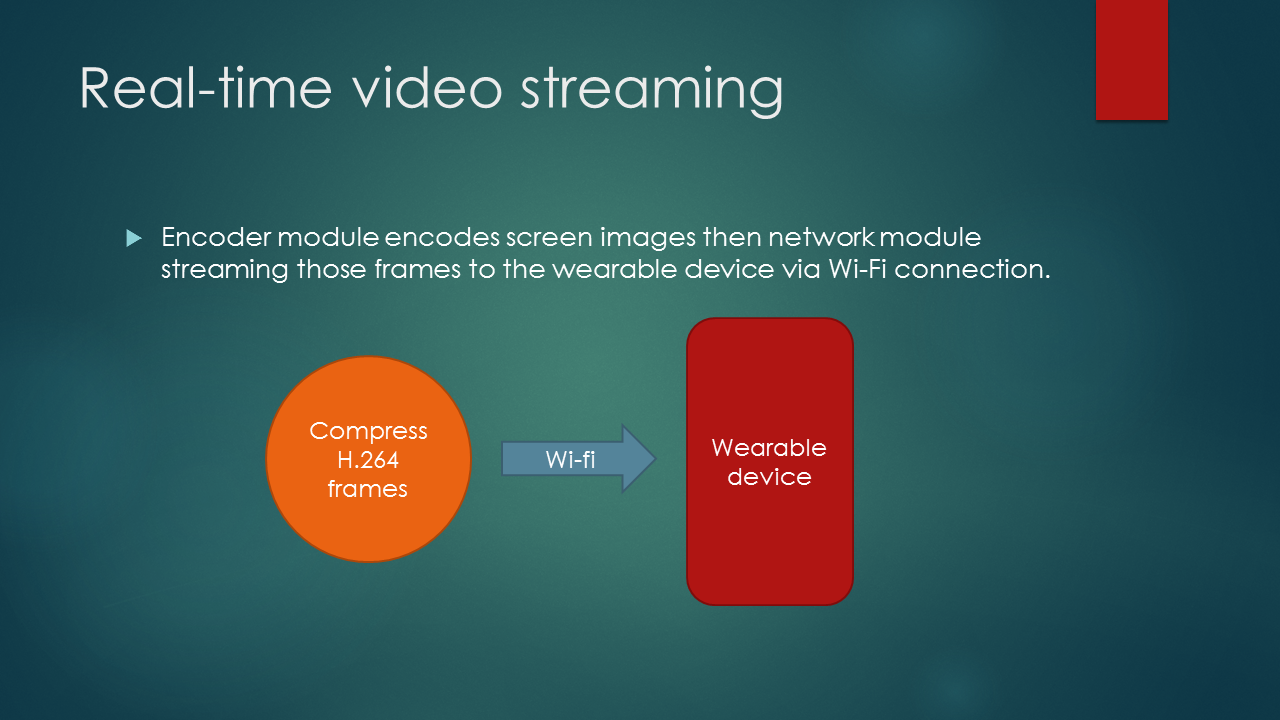 Real-time video streaming
Encoder module encodes screen images then network module
streaming those frames to the wearable device via Wi-Fi connection.
Compress
H.264
frames
Wi-fi
Wearable
device